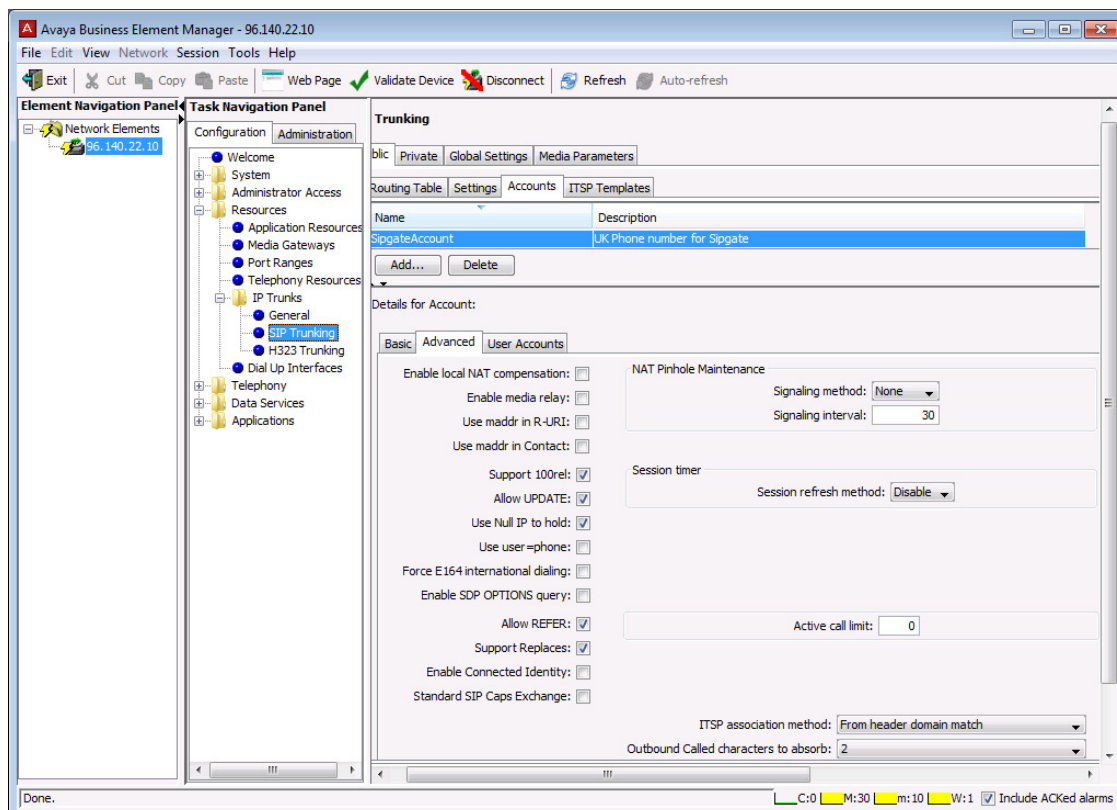 Avaya Business Element Manager - 96.140.22.10
File Edit View Network Session Tools Help
Exit Cut Copy Paste Web Page Validate Device Disconnect Refresh Auto-refresh
Element Navigation Panel
Network Elements
96.140.22.10
Task Navigation Panel
Configuration Administration
Welcome
System
Administrator Access
Resources
Application Resources
Media Gateways
Port Ranges
Telephony Resources
IP Trunks
General
SIP Trunking
H323 Trunking
Dial Up Interfaces
Telephony
Data Services
Applications
Trunking
blic Private Global Settings Media Parameters
Routing Table Settings Accounts ITSP Templates
Name Description
SipgateAccount UK Phone number for Sipgate
Add... Delete
Details for Account:
Basic Advanced User Accounts
Enable local NAT compensation:
Enable media relay:
Use maddr in R-URI:
Use maddr in Contact:
Support 100rel:
Allow UPDATE:
Use Null IP to hold:
Use user=phone:
Force E164 international dialing:
Enable SDP OPTIONS query:
Allow REFER:
Support Replaces:
Enable Connected Identity:
Standard SIP Caps Exchange:
NAT Pinhole Maintenance
Signaling method: None
Signaling interval: 30
Session timer
Session refresh method: Disable
Active call limit: 0
ITSP association method: From header domain match
Outbound Called characters to absorb: 2
Done.
C:0 M:30 m:10 W:1 Include ACKed alarms